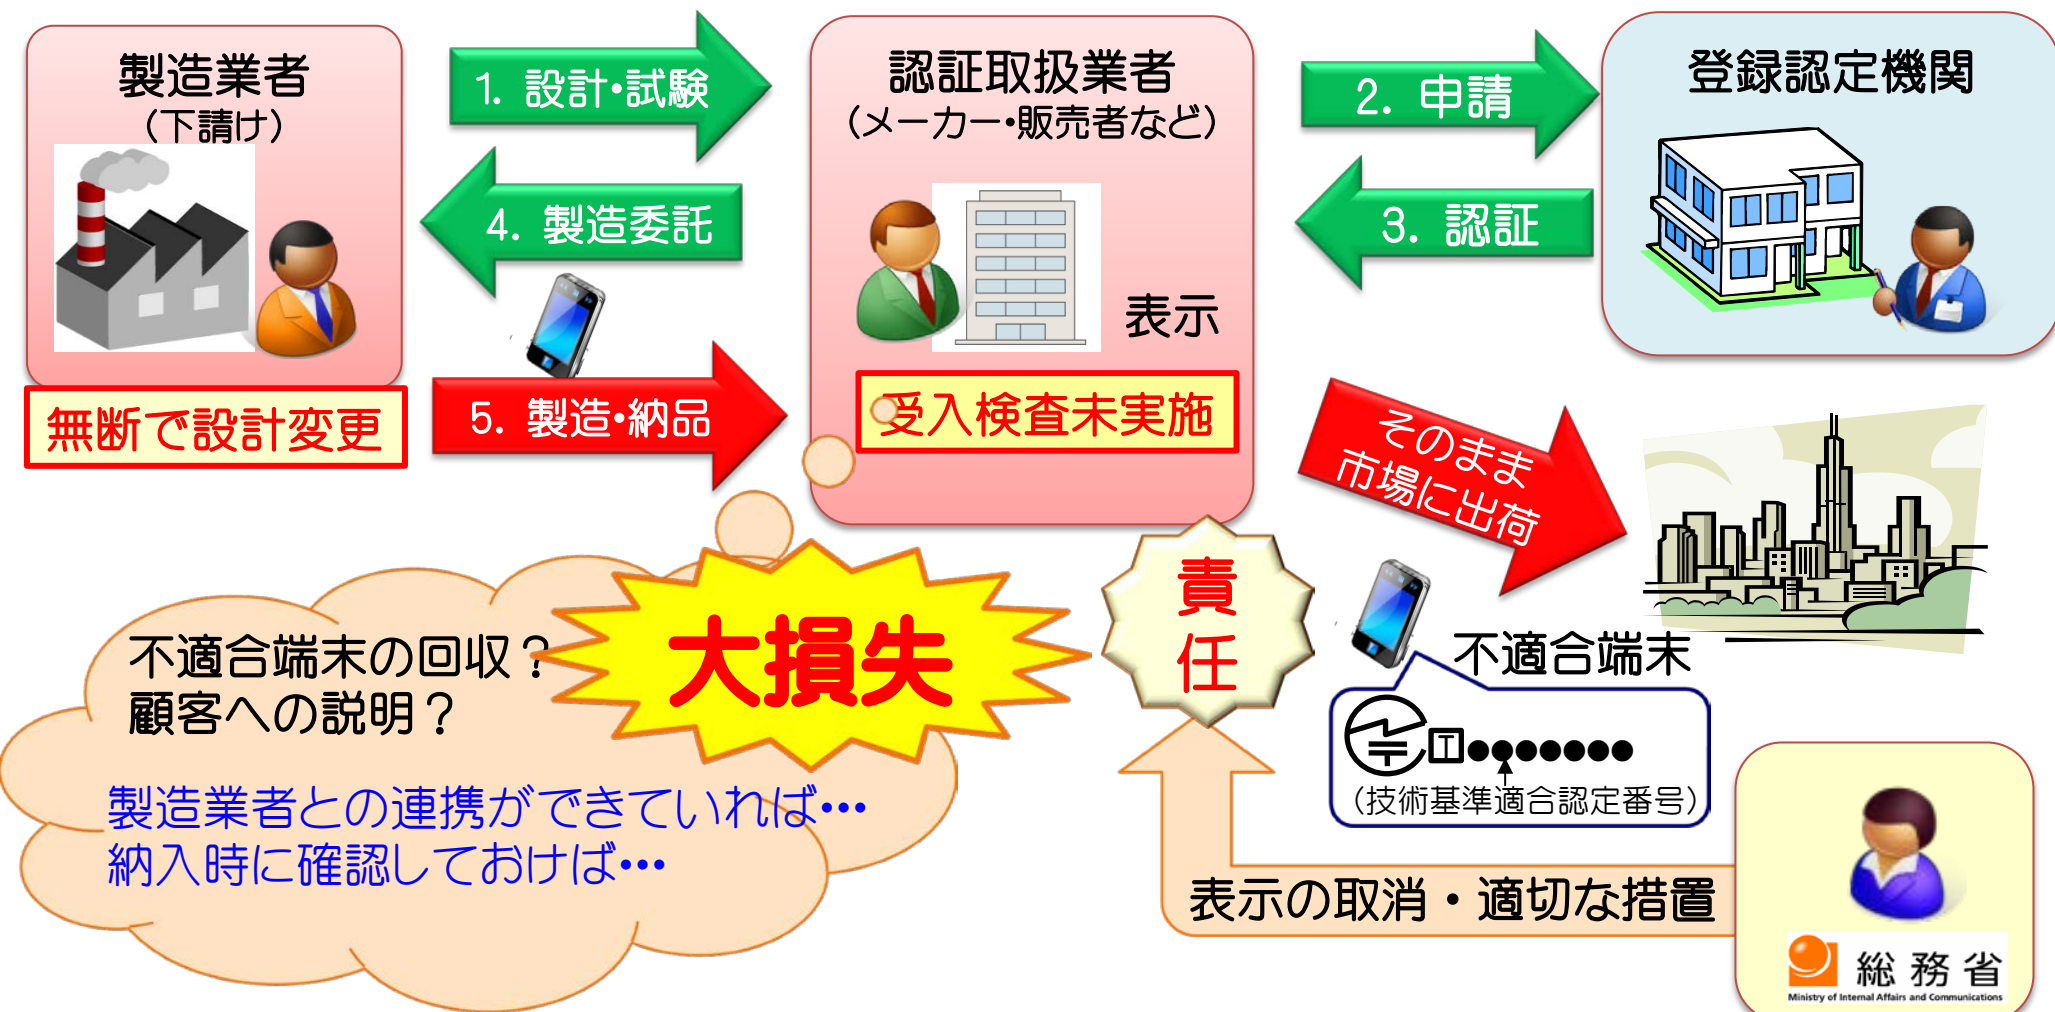 製造業者
（下請け）
1. 設計・試験
認証取扱業者
（メーカー・販売者など）
2. 申請
登録認定機関
4. 製造委託
3. 認証
表示
無断で設計変更
5. 製造・納品
受入検査未実施
そのまま
市場に出荷
大損失
責
任
不適合端末の回収？
顧客への説明？
製造業者との連携ができていれば・・・
納入時に確認しておけば・・・
不適合端末
T●●●●●●●
（技術基準適合認定番号）
表示の取消・適切な措置
総務省
Ministry of Internal Affairs and Communications